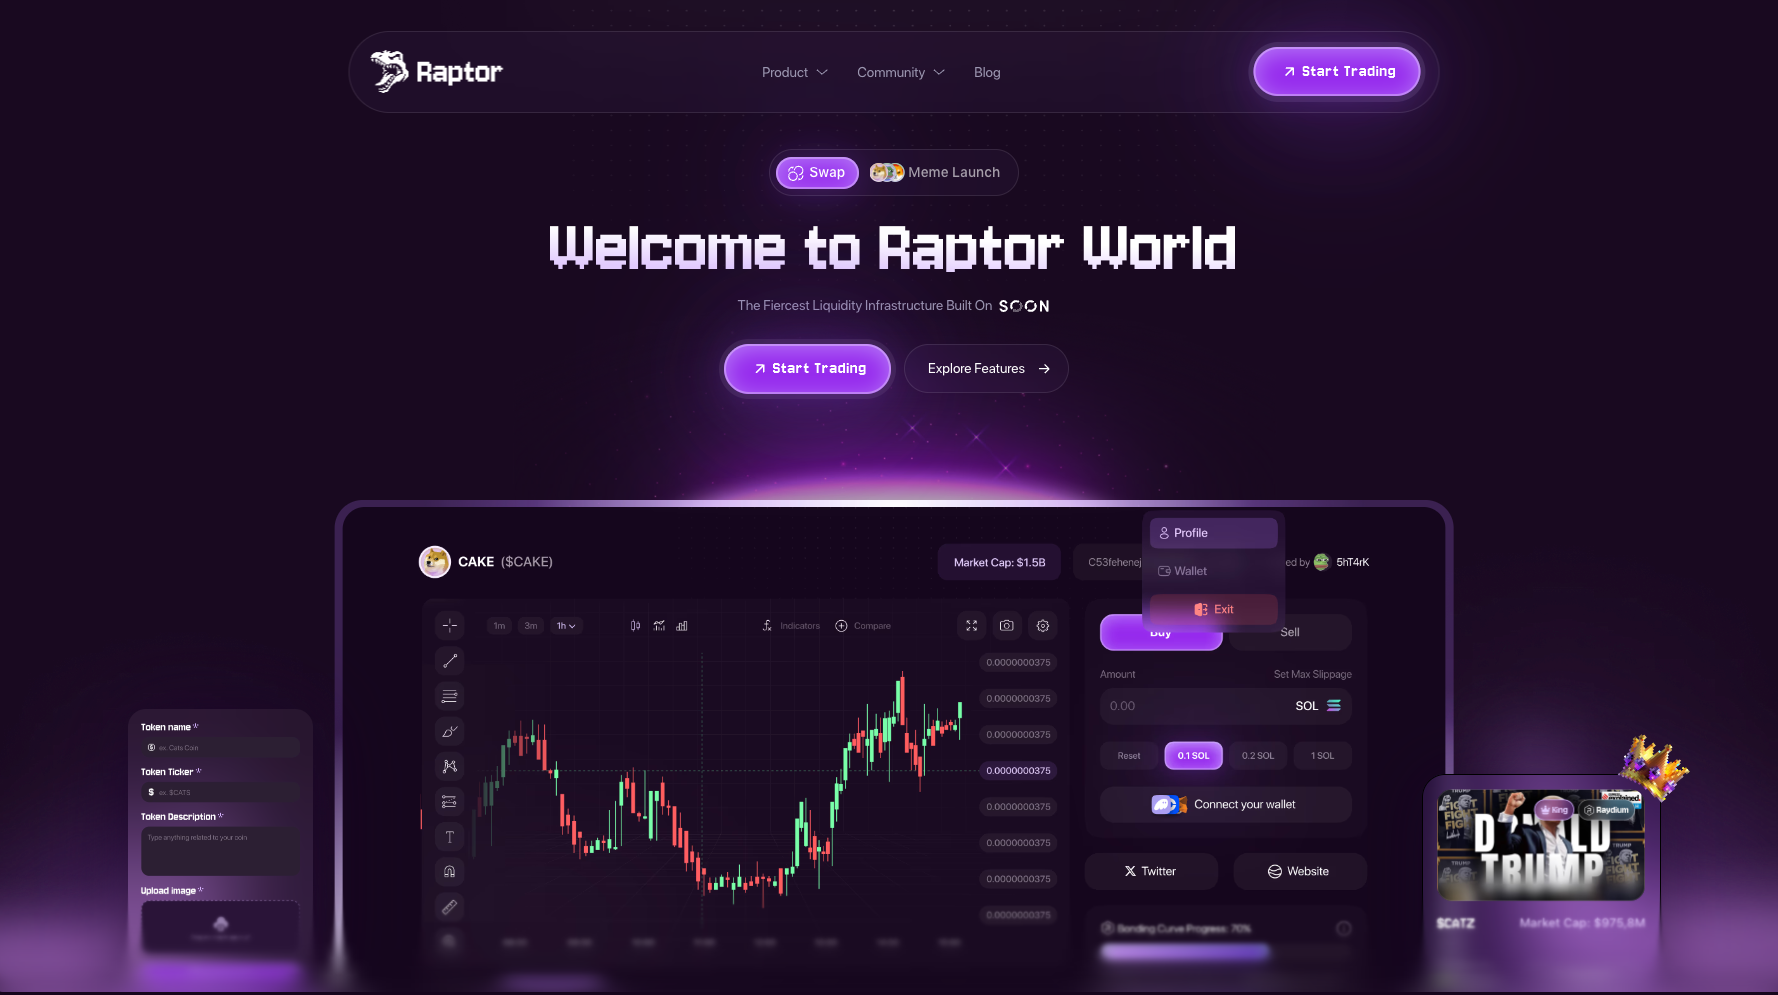 Raptor
Product
Community
Blog
Start Trading
Swap
Meme Launch
Welcome to Raptor World
The Fiercest Liquidity Infrastructure Built On SOON
Start Trading
Explore Features
Profile
Wallet
Exit
CAKE ($CAKE)
Market Cap: $1.5B
C53fehenej
ed by
5hT4rK
1m
3m
1h
Indicators
Compare
0.0000000375
0.0000000375
0.0000000375
0.0000000375
0.0000000375
0.0000000375
0.0000000375
0.0000000375
Buy
Sell
Amount
Set Max Slippage
0.00
SOL
Reset
0.1 SOL
0.2 SOL
1 SOL
Connect your wallet
Twitter
Website
Bonding Curve Progress: 70%
Token name *
ex. Cats Coin
Token Ticker *
$ ex. $CATS
Token Description *
Type anything related to your coin
Upload image *
King
Raydium
DONALD
TRUMP
FIGHT
TRUMP
$CATZ
Market Cap: $975,8M